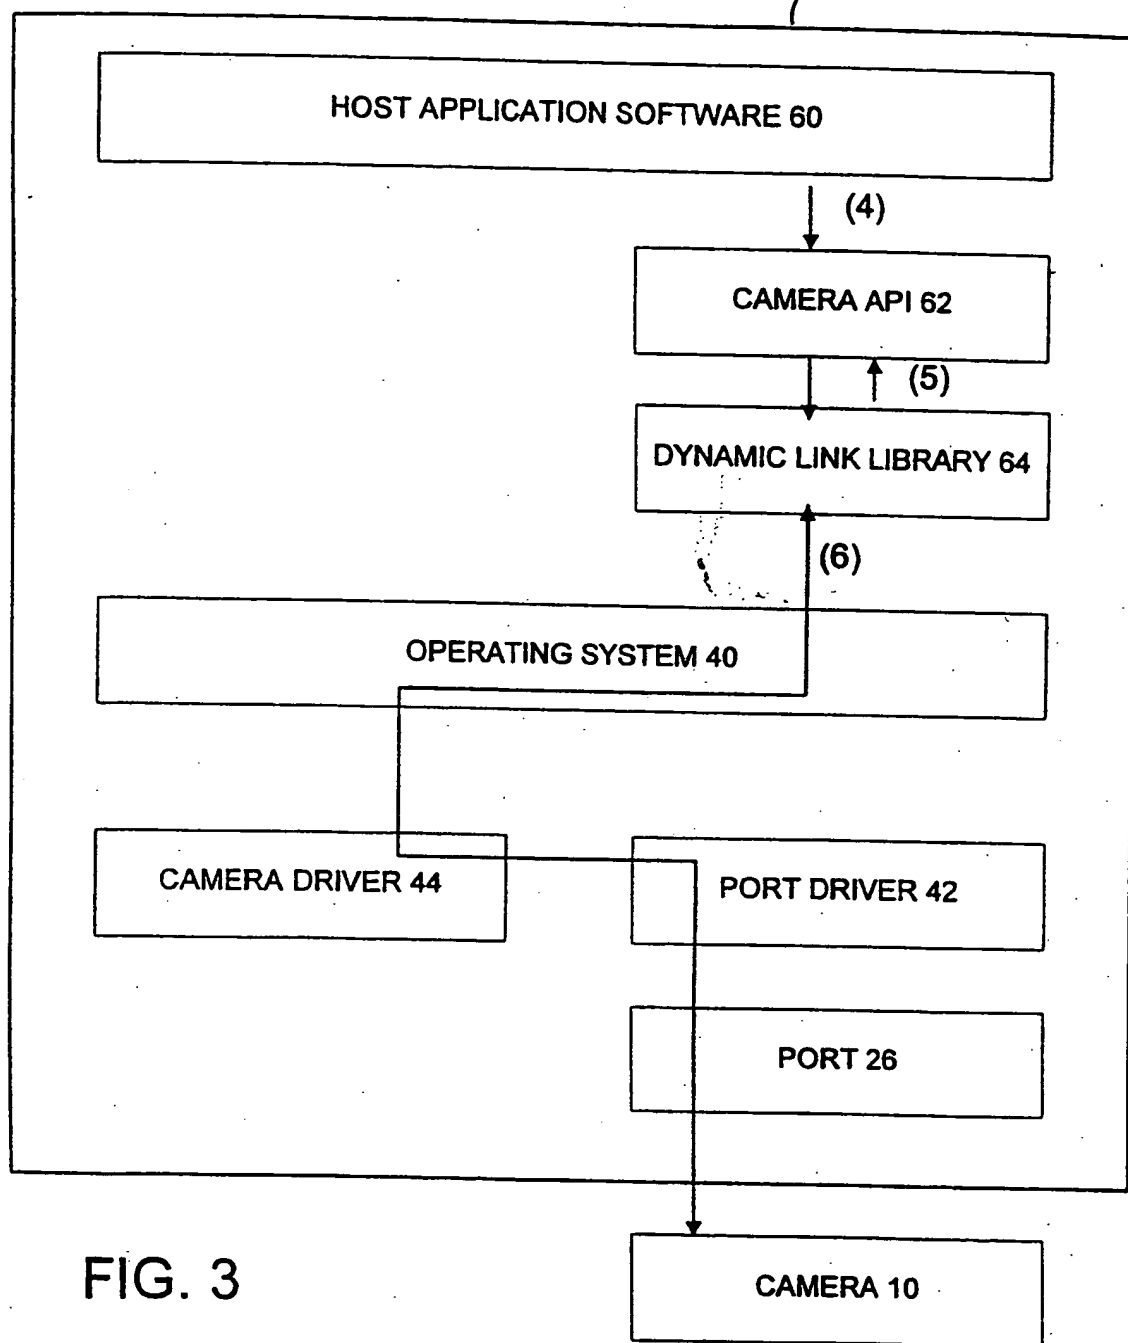 HOST APPLICATION SOFTWARE 60
(4)
CAMERA API 62
(5)
DYNAMIC LINK LIBRARY 64
(6)
OPERATING SYSTEM 40
CAMERA DRIVER 44
PORT DRIVER 42
PORT 26
FIG. 3
CAMERA 10